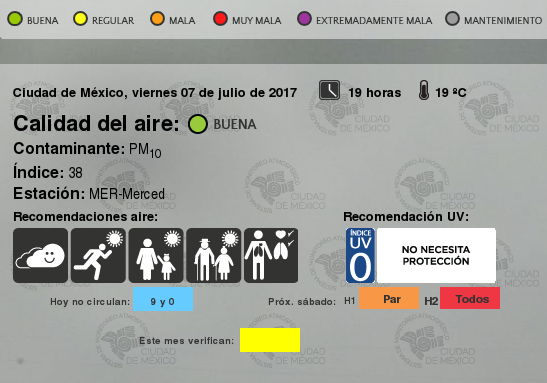 BUENA REGULAR MALA MUY MALA EXTREMADAMENTE MALA MANTENIMIENTO
Ciudad de México, viernes 07 de julio de 2017 19 horas 19 ºC
Calidad del aire: BUENA
Contaminante: PM10
Índice: 38
Estación: MER-Merced
Recomendaciones aire: Recomendación UV:
ÍNDICE
UV
0
NO NECESITA
PROTECCIÓN
Hoy no circulan: 9 y 0 Próx. sábado: H1 Par H2 Todos
Este mes verifican:
CIUDAD
DE MÉXICO